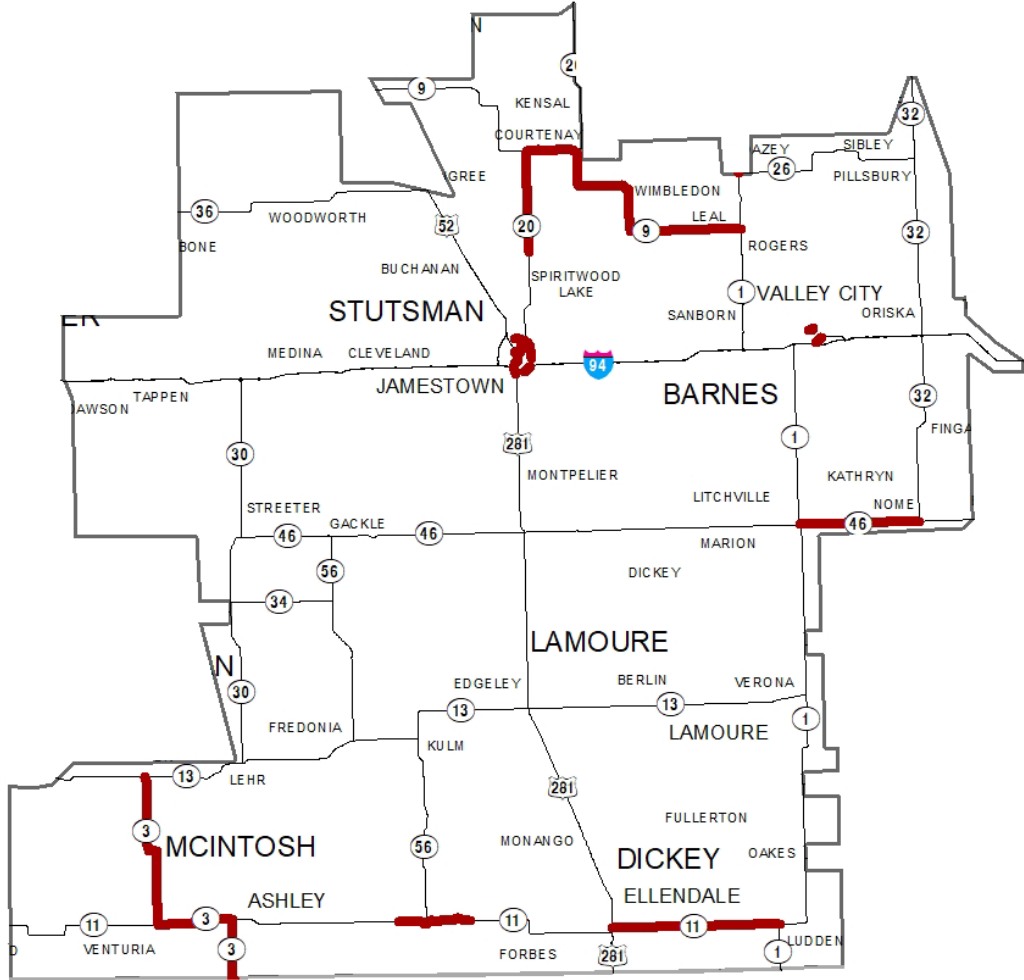 N
20
9
KENSAL
32
COURTENAY
AZEY
SIBLEY
26
PILLSBURY
GREE
WIMBLEDON
36
WOODWORTH
LEAL
52
20
9
32
BONE
ROGERS
BUCHANAN
SPIRITWOOD
LAKE
1
VALLEY CITY
STUTSMAN
SANBORN
ORISKA
ER
MEDINA
CLEVELAND
94
JAMESTOWN
BARNES
TAPPEN
32
AWSON
FINGA
1
281
30
MONTPELIER
KATHRYN
LITCHVILLE
NOME
STREETER
GACKLE
46
46
46
MARION
56
DICKEY
34
LAMOURE
N
30
EDGELEY
BERLIN
VERONA
13
13
1
FREDONIA
LAMOURE
KULM
13
LEHR
281
FULLERTON
3
MCINTOSH
56
MONANGO
DICKEY
OAKES
ELLENDALE
ASHLEY
11
3
11
11
D
VENTURIA
3
FORBES
281
1
LUDDEN